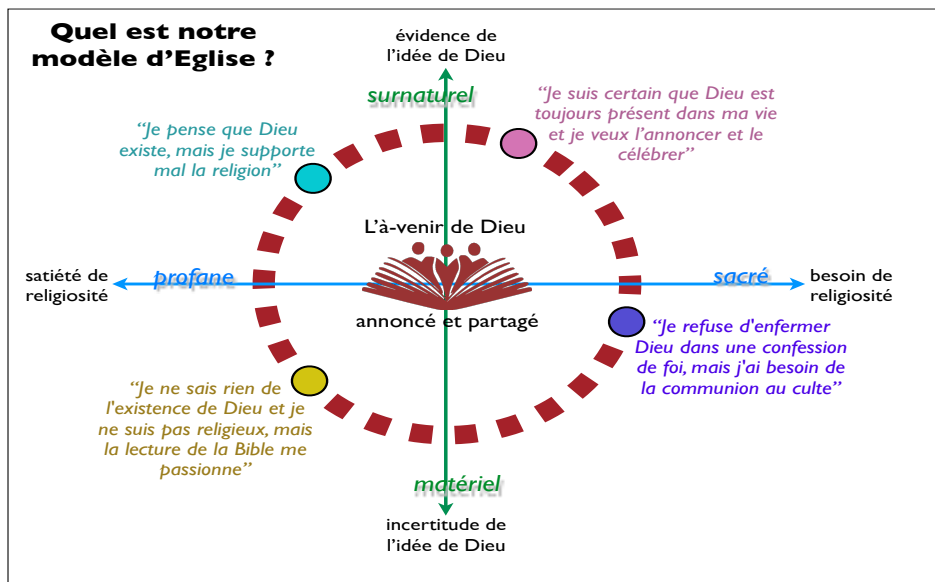 Quel est notre
modèle d'Eglise ?
évidence de
l'idée de Dieu
surnaturel
“Je suis certain que Dieu est
toujours présent dans ma vie
et je veux l'annoncer et le
célébrer”
“Je pense que Dieu
existe, mais je supporte
mal la religion”
L'à-venir de Dieu
satiété de
religiosité
profane
sacré
besoin de
religiosité
annoncé et partagé
“Je refuse d'enfermer
Dieu dans une confession
de foi, mais j'ai besoin de
la communion au culte”
“Je ne sais rien de
l'existence de Dieu et je
ne suis pas religieux, mais
la lecture de la Bible me
passionne”
matériel
incertitude de
l'idée de Dieu